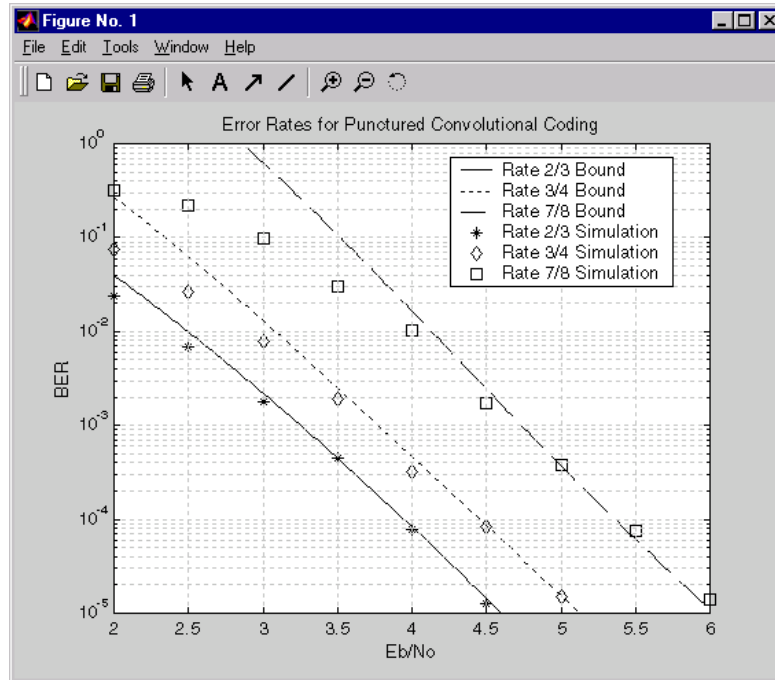 Figure No. 1
File Edit Tools Window Help
A
Error Rates for Punctured Convolutional Coding
10^0
10^-1
10^-2
10^-3
10^-4
10^-5
BER
Rate 2/3 Bound
Rate 3/4 Bound
Rate 7/8 Bound
Rate 2/3 Simulation
Rate 3/4 Simulation
Rate 7/8 Simulation
2 2.5 3 3.5 4 4.5 5 5.5 6
Eb/No